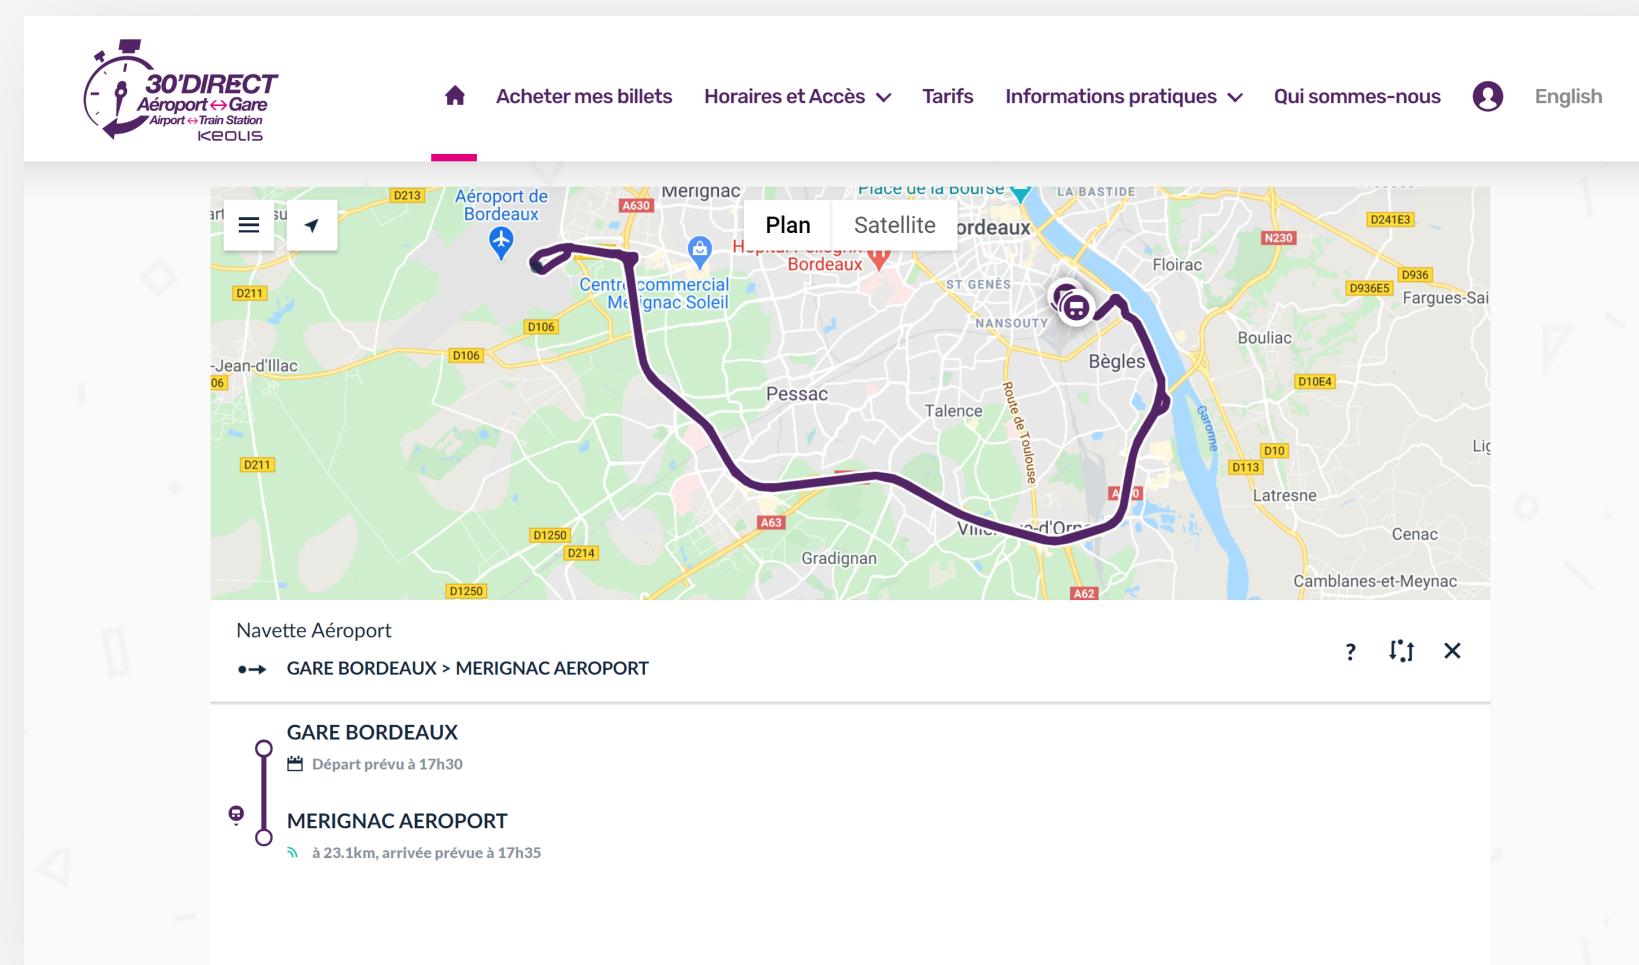 30'DIRECT
Aéroport ↔ Gare
Airport ↔ Train Station
KEOLIS
Acheter mes billets
Horaires et Accès
Tarifs
Informations pratiques
Qui sommes-nous
English
D213
Aéroport de
Bordeaux
A630
Mérignac
Place de la Bourse
LA BASTIDE
Plan
Satellite
ordeaux
D241E3
N230
Bordeaux
Floirac
D936
D936E5
Fargues-Sai
D211
Centre commercial
Mérignac Soleil
ST GENÈS
NANSOUTY
D106
D106
Bouliac
-Jean-d'Illac
06
Bègles
D10E4
Pessac
Talence
Route de Toulouse
Garonne
D10
D113
Lig
D211
Latresne
A63
D1250
D214
Gradignan
Cenac
D1250
A62
Camblanes-et-Meynac
Navette Aéroport
GARE BORDEAUX > MERIGNAC AEROPORT
?
GARE BORDEAUX
Départ prévu à 17h30
MERIGNAC AEROPORT
à 23.1km, arrivée prévue à 17h35